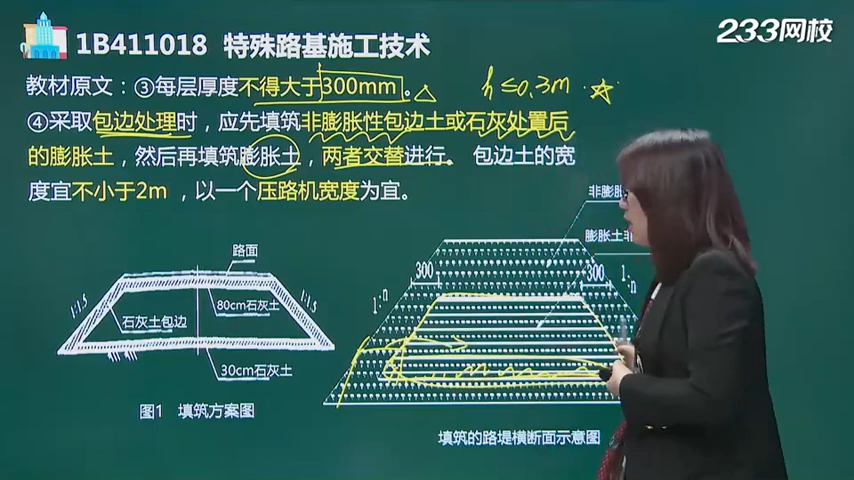 1B411018 特殊路基施工技术
233网校
教材原文：③每层厚度不得大于300mm。
h≤0.3m
④采取包边处理时，应先填筑非膨胀性包边土或石灰处置后
的膨胀土，然后再填筑膨胀土，两者交替进行。 包边土的宽
度宜不小于2m ，以一个压路机宽度为宜。
路面
1:1.5
1:1.5
80cm石灰土
石灰土包边
30cm石灰土
图1 填筑方案图
非膨胀
膨胀土非
300
300
1:n
1:n
填筑的路堤横断面示意图